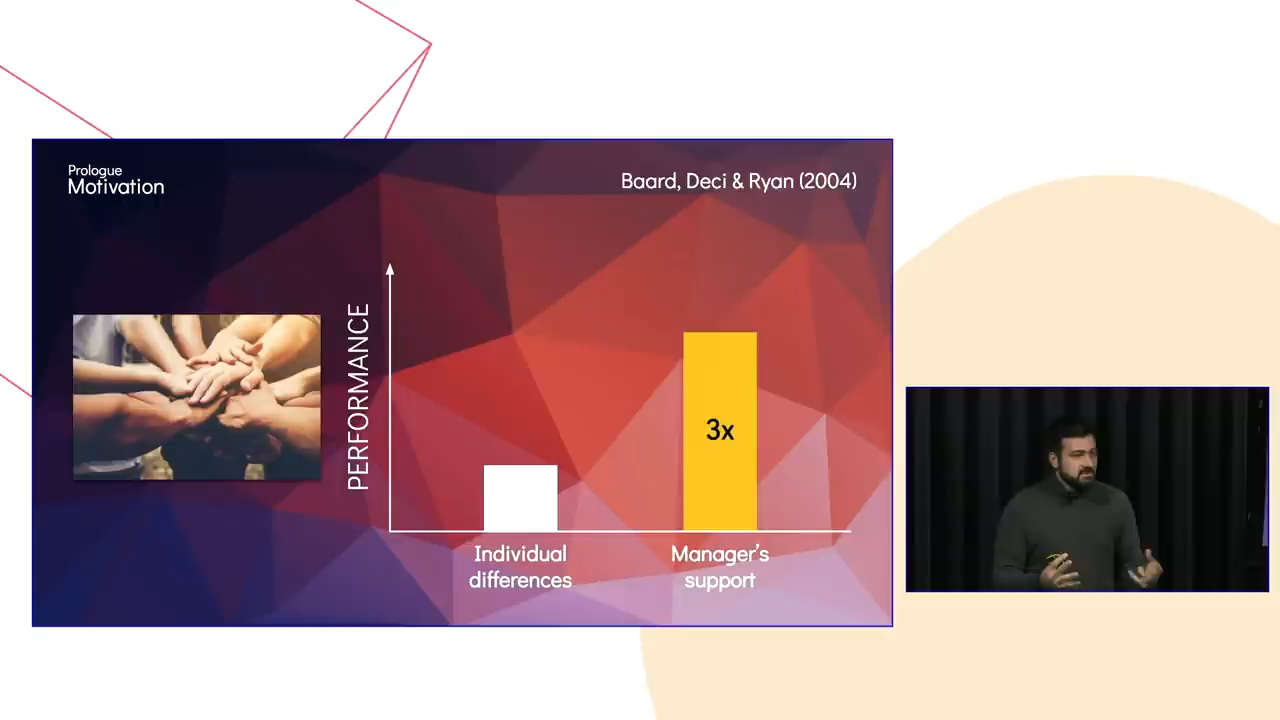 Prologue
Motivation
Baard, Deci & Ryan (2004)
PERFORMANCE
3x
Individual
differences
Manager's
support